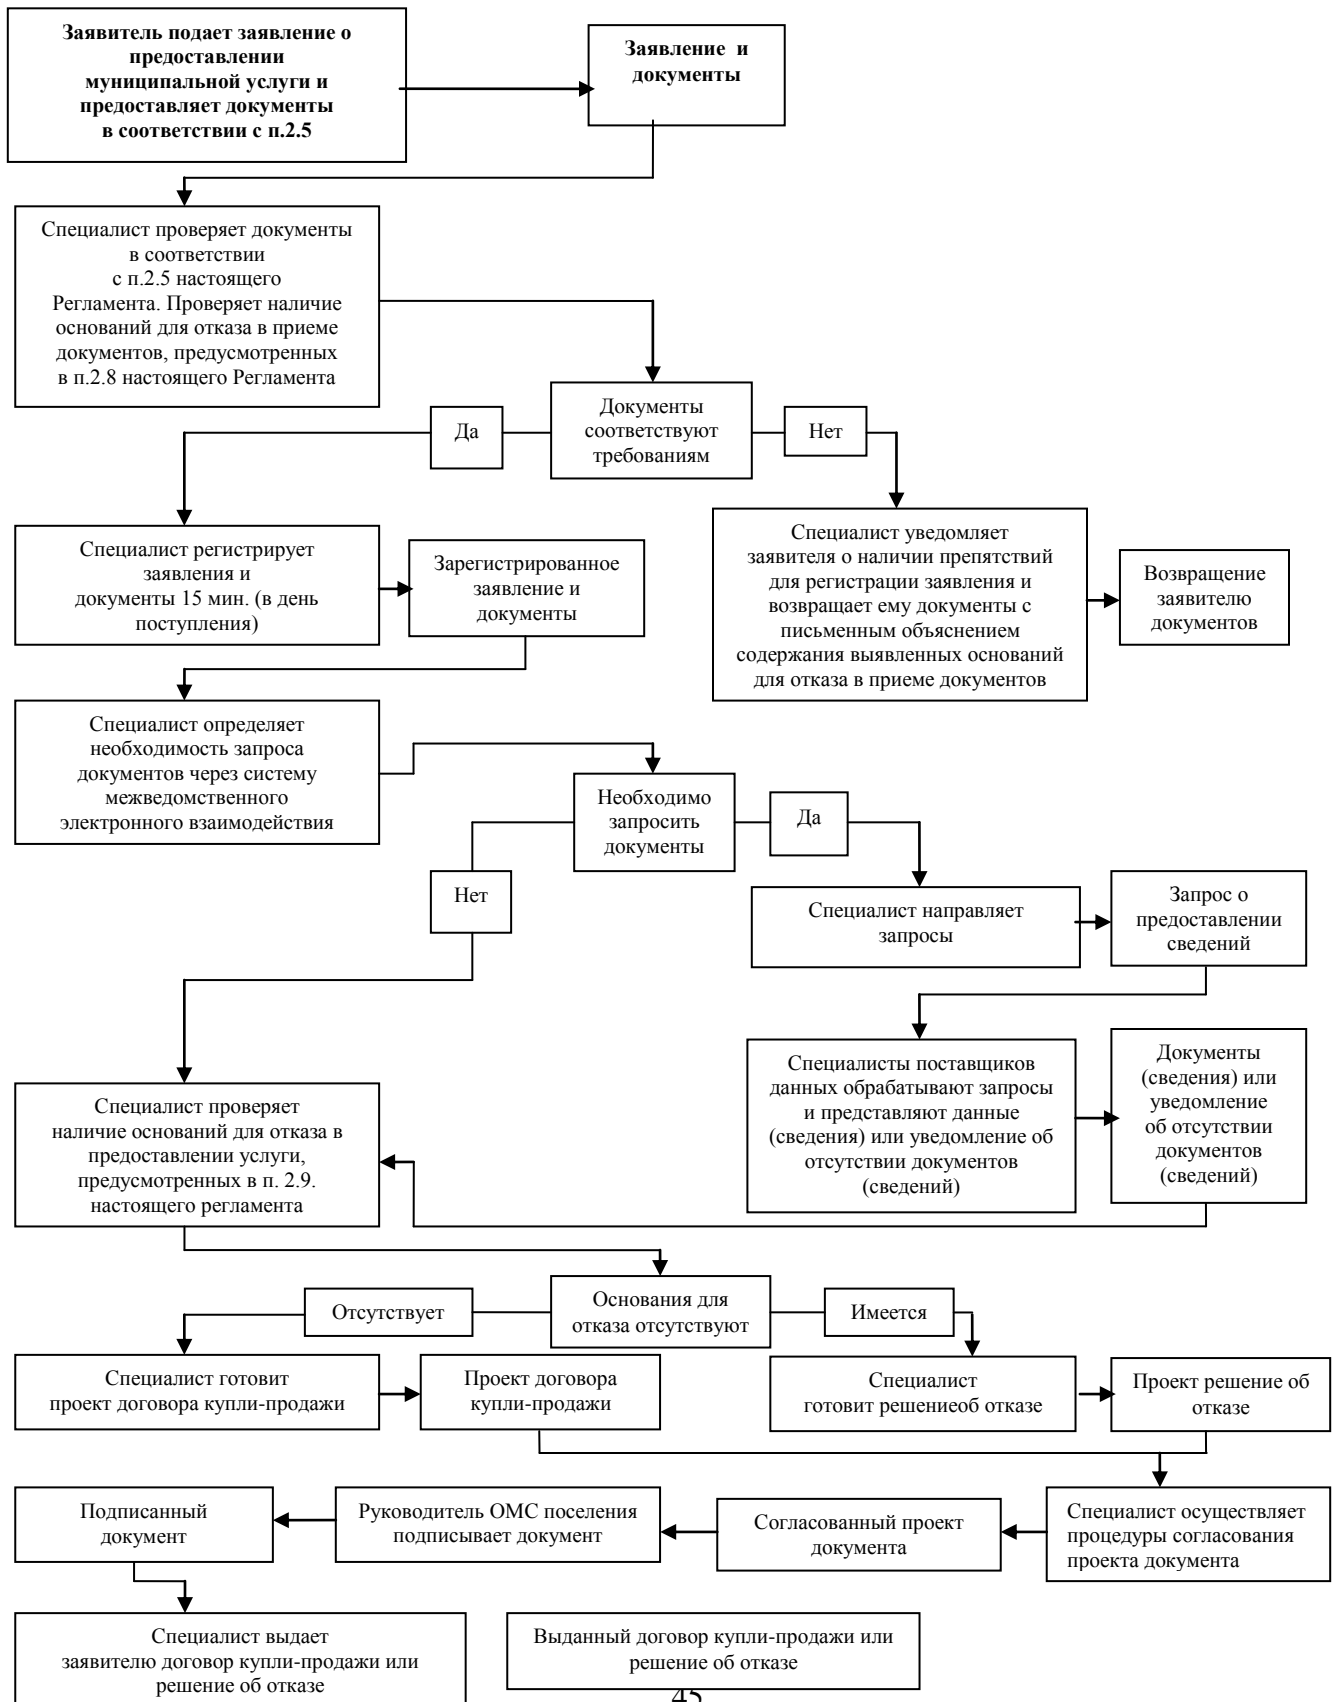 Заявитель подает заявление о
предоставлении
муниципальной услуги и
предоставляет документы
в соответствии с п.2.5
Заявление и
документы
Специалист проверяет документы
в соответствии
с п.2.5 настоящего
Регламента. Проверяет наличие
оснований для отказа в приеме
документов, предусмотренных
в п.2.8 настоящего Регламента
Документы
соответствуют
требованиям
Да
Нет
Специалист регистрирует
заявления и
документы 15 мин. (в день
поступления)
Зарегистрированное
заявление и
документы
Специалист уведомляет
заявителя о наличии препятствий
для регистрации заявления и
возвращает ему документы с
письменным объяснением
содержания выявленных оснований
для отказа в приеме документов
Возвращение
заявителю
документов
Специалист определяет
необходимость запроса
документов через систему
межведомственного
электронного взаимодействия
Необходимо
запросить
документы
Да
Нет
Специалист направляет
запросы
Запрос о
предоставлении
сведений
Специалисты поставщиков
данных обрабатывают запросы
и представляют данные
(сведения) или уведомление об
отсутствии документов
(сведений)
Документы
(сведения) или
уведомление
об отсутствии
документов
(сведений)
Специалист проверяет
наличие оснований для отказа в
предоставлении услуги,
предусмотренных в п. 2.9.
настоящего регламента
Основания для
отказа отсутствуют
Отсутствует
Имеется
Специалист готовит
проект договора купли-продажи
Проект договора
купли-продажи
Специалист
готовит решениеоб отказе
Проект решение об
отказе
Подписанный
документ
Руководитель ОМС поселения
подписывает документ
Согласованный проект
документа
Специалист осуществляет
процедуры согласования
проекта документа
Специалист выдает
заявителю договор купли-продажи или
решение об отказе
Выданный договор купли-продажи или
решение об отказе
45